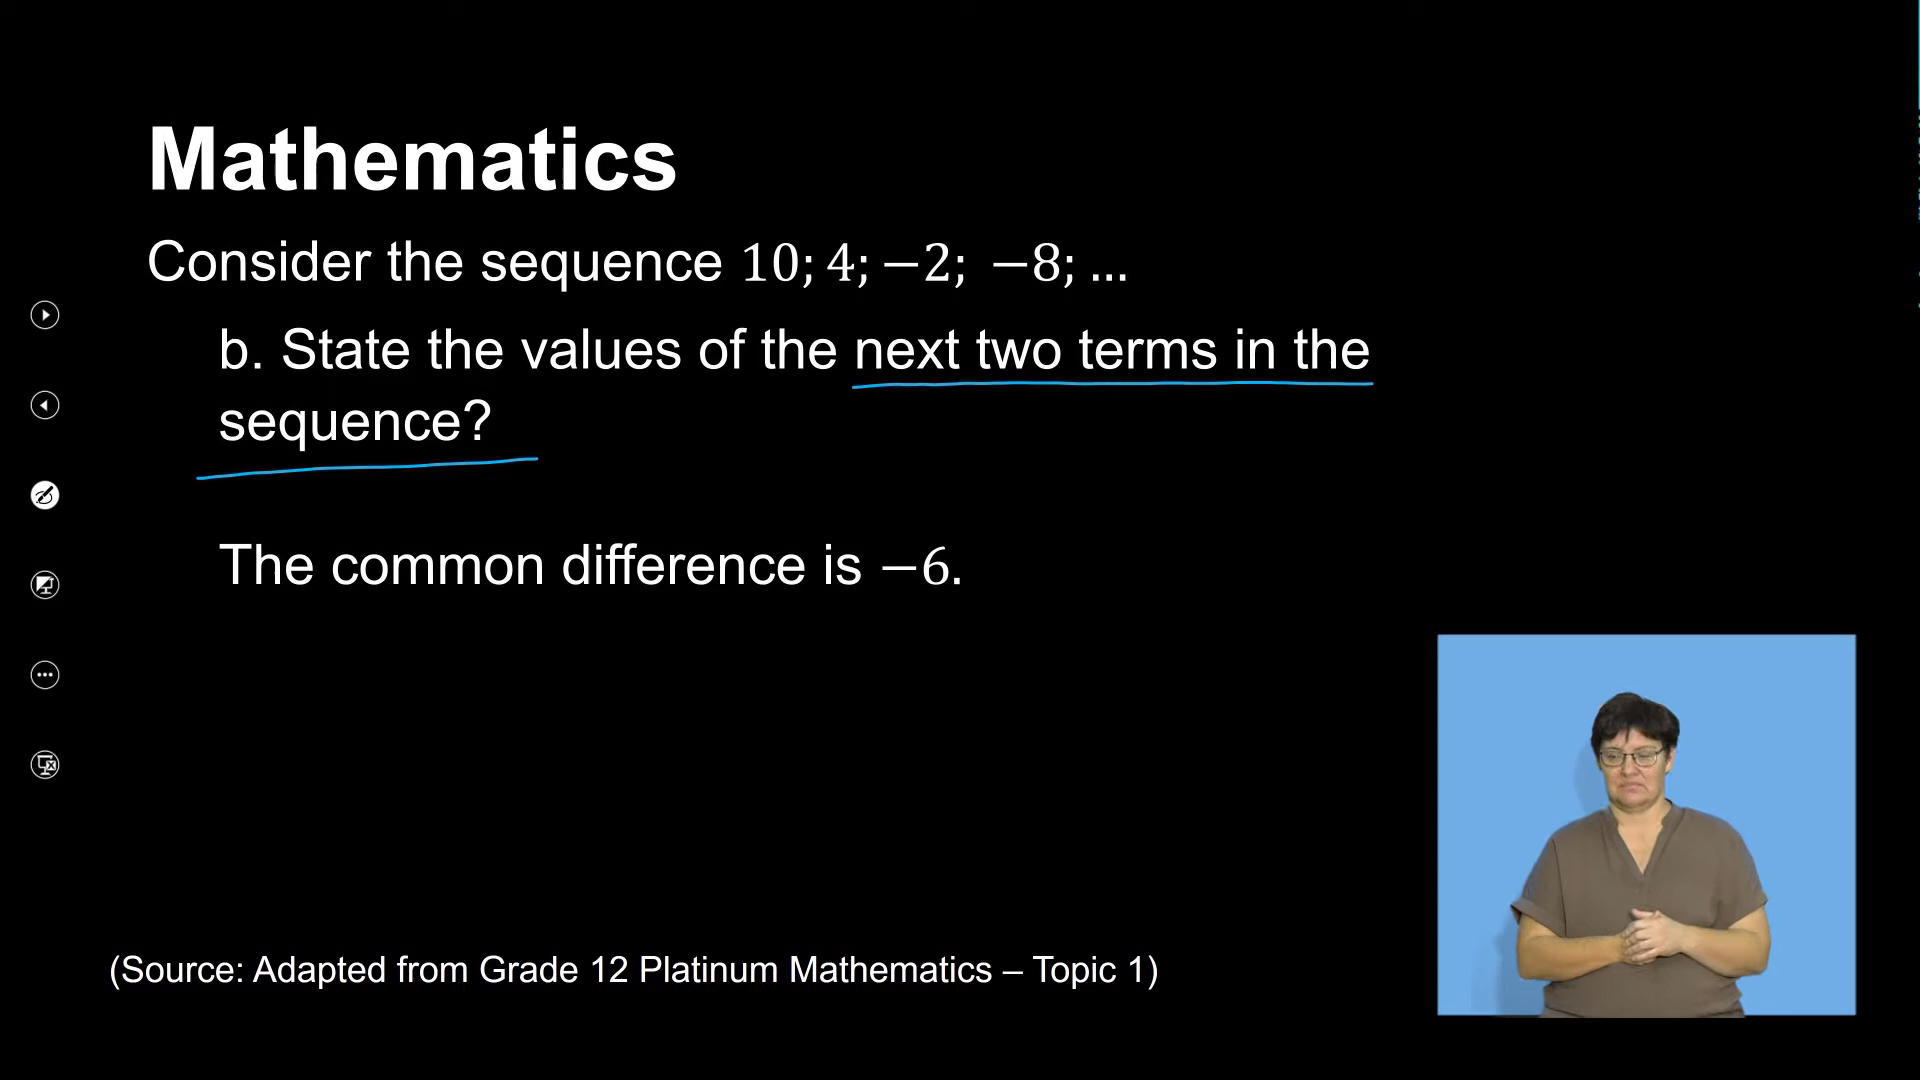 Mathematics
Consider the sequence 10; 4; −2; −8; ...
b. State the values of the next two terms in the
sequence?
The common difference is −6.
(Source: Adapted from Grade 12 Platinum Mathematics – Topic 1)